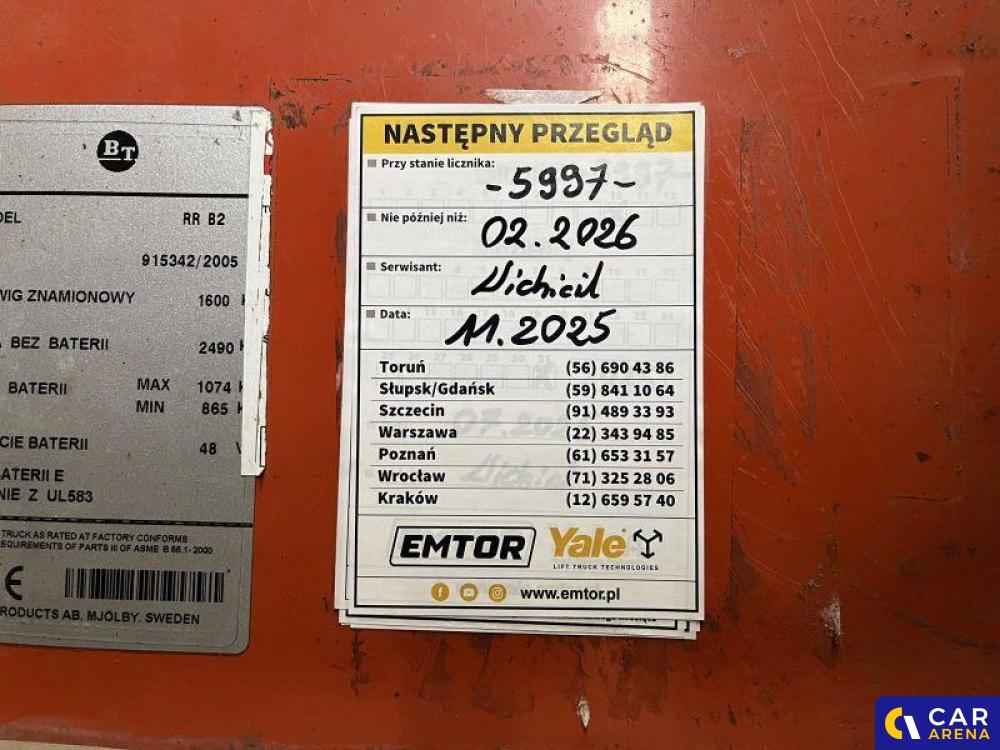 BT
RR B2
915342/2005
WIG ZNAMIONOWY 1600
BEZ BATERII 2490
BATERII MAX 1074
MIN 865
CIE BATERII 48
BATERII E
NIE Z UL583
TRUCK AS RATED AT FACTORY CONFORMS
REQUIREMENTS OF PARTS III OF ASME B 56.1-2000
CE
PRODUCTS AB. MJÖLBY. SWEDEN
NASTĘPNY PRZEGLĄD
Przy stanie licznika:
-5997-
Nie później niż:
02.2026
Serwisant:
Data:
11.2025
Toruń (56) 690 43 86
Słupsk/Gdańsk (59) 841 10 64
Szczecin (91) 489 33 93
Warszawa (22) 343 94 85
Poznań (61) 653 31 57
Wrocław (71) 325 28 06
Kraków (12) 659 57 40
EMTOR Yale
LIFT TRUCK TECHNOLOGIES
www.emtor.pl
CAR
ARENA